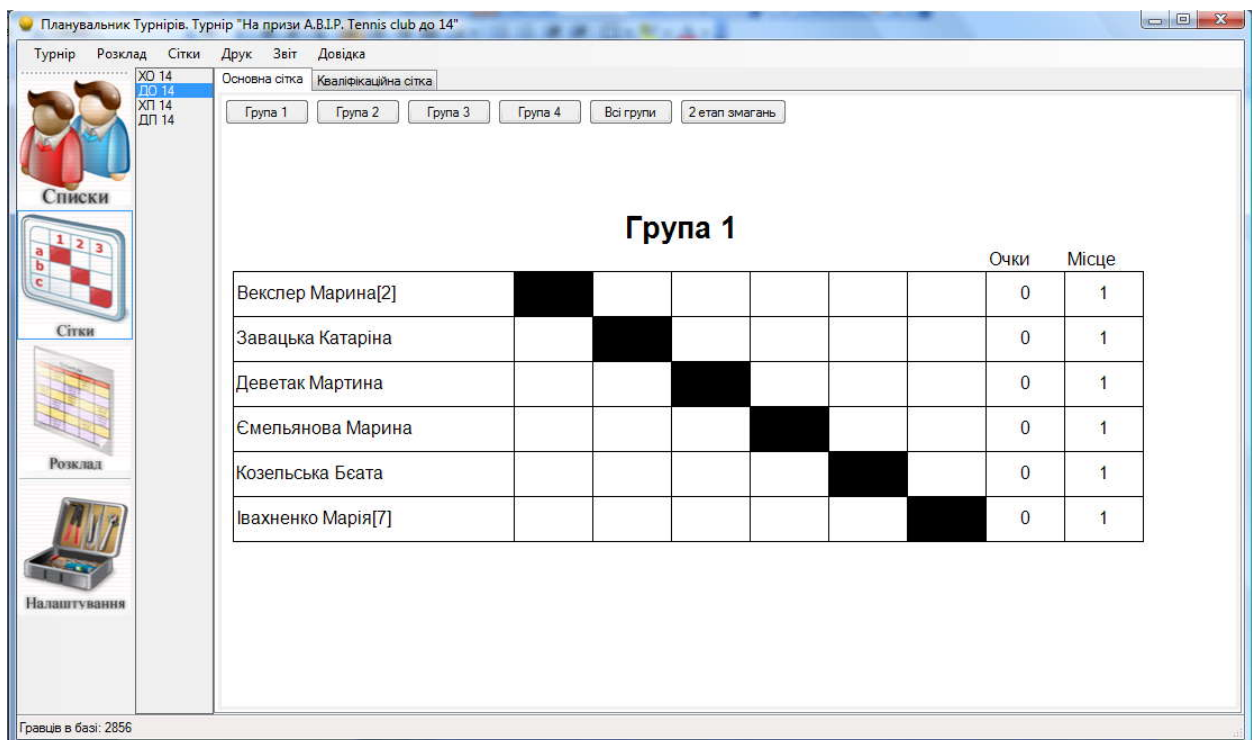 Планувальник Турнірів. Турнір "На призи A.B.I.P. Tennis club до 14"
Турнір Розклад Сітки Друк Звіт Довідка
ХО 14
ДО 14
ХП 14
ДП 14
Основна сітка Кваліфікаційна сітка
Група 1 Група 2 Група 3 Група 4 Всі групи 2 етап змагань
Списки
1 2 3
a
b
c
Сітки
Розклад
Налаштування
Група 1
Очки Місце
Векслер Марина[2] 0 1
Завацька Катаріна 0 1
Деветак Мартина 0 1
Ємельянова Марина 0 1
Козельська Бєата 0 1
Івахненко Марія[7] 0 1
Гравців в базі: 2856